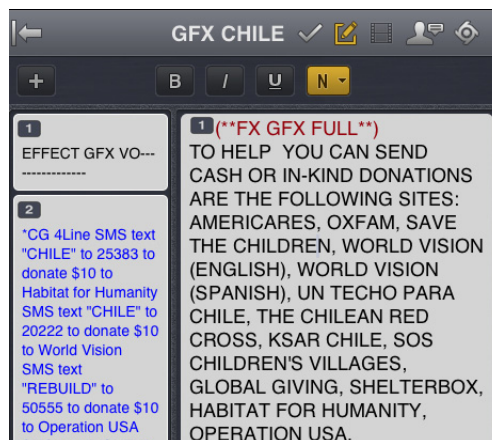 GFX CHILE
+ B I U N
1
EFFECT GFX VO---
-------------
2
*CG 4Line SMS text
"CHILE" to 25383 to
donate $10 to
Habitat for Humanity
SMS text "CHILE" to
20222 to donate $10
to World Vision
SMS text
"REBUILD" to
50555 to donate $10
to Operation USA
1 (**FX GFX FULL**)
TO HELP YOU CAN SEND
CASH OR IN-KIND DONATIONS
ARE THE FOLLOWING SITES:
AMERICARES, OXFAM, SAVE
THE CHILDREN, WORLD VISION
(ENGLISH), WORLD VISION
(SPANISH), UN TECHO PARA
CHILE, THE CHILEAN RED
CROSS, KSAR CHILE, SOS
CHILDREN'S VILLAGES,
GLOBAL GIVING, SHELTERBOX,
HABITAT FOR HUMANITY,
OPERATION USA.